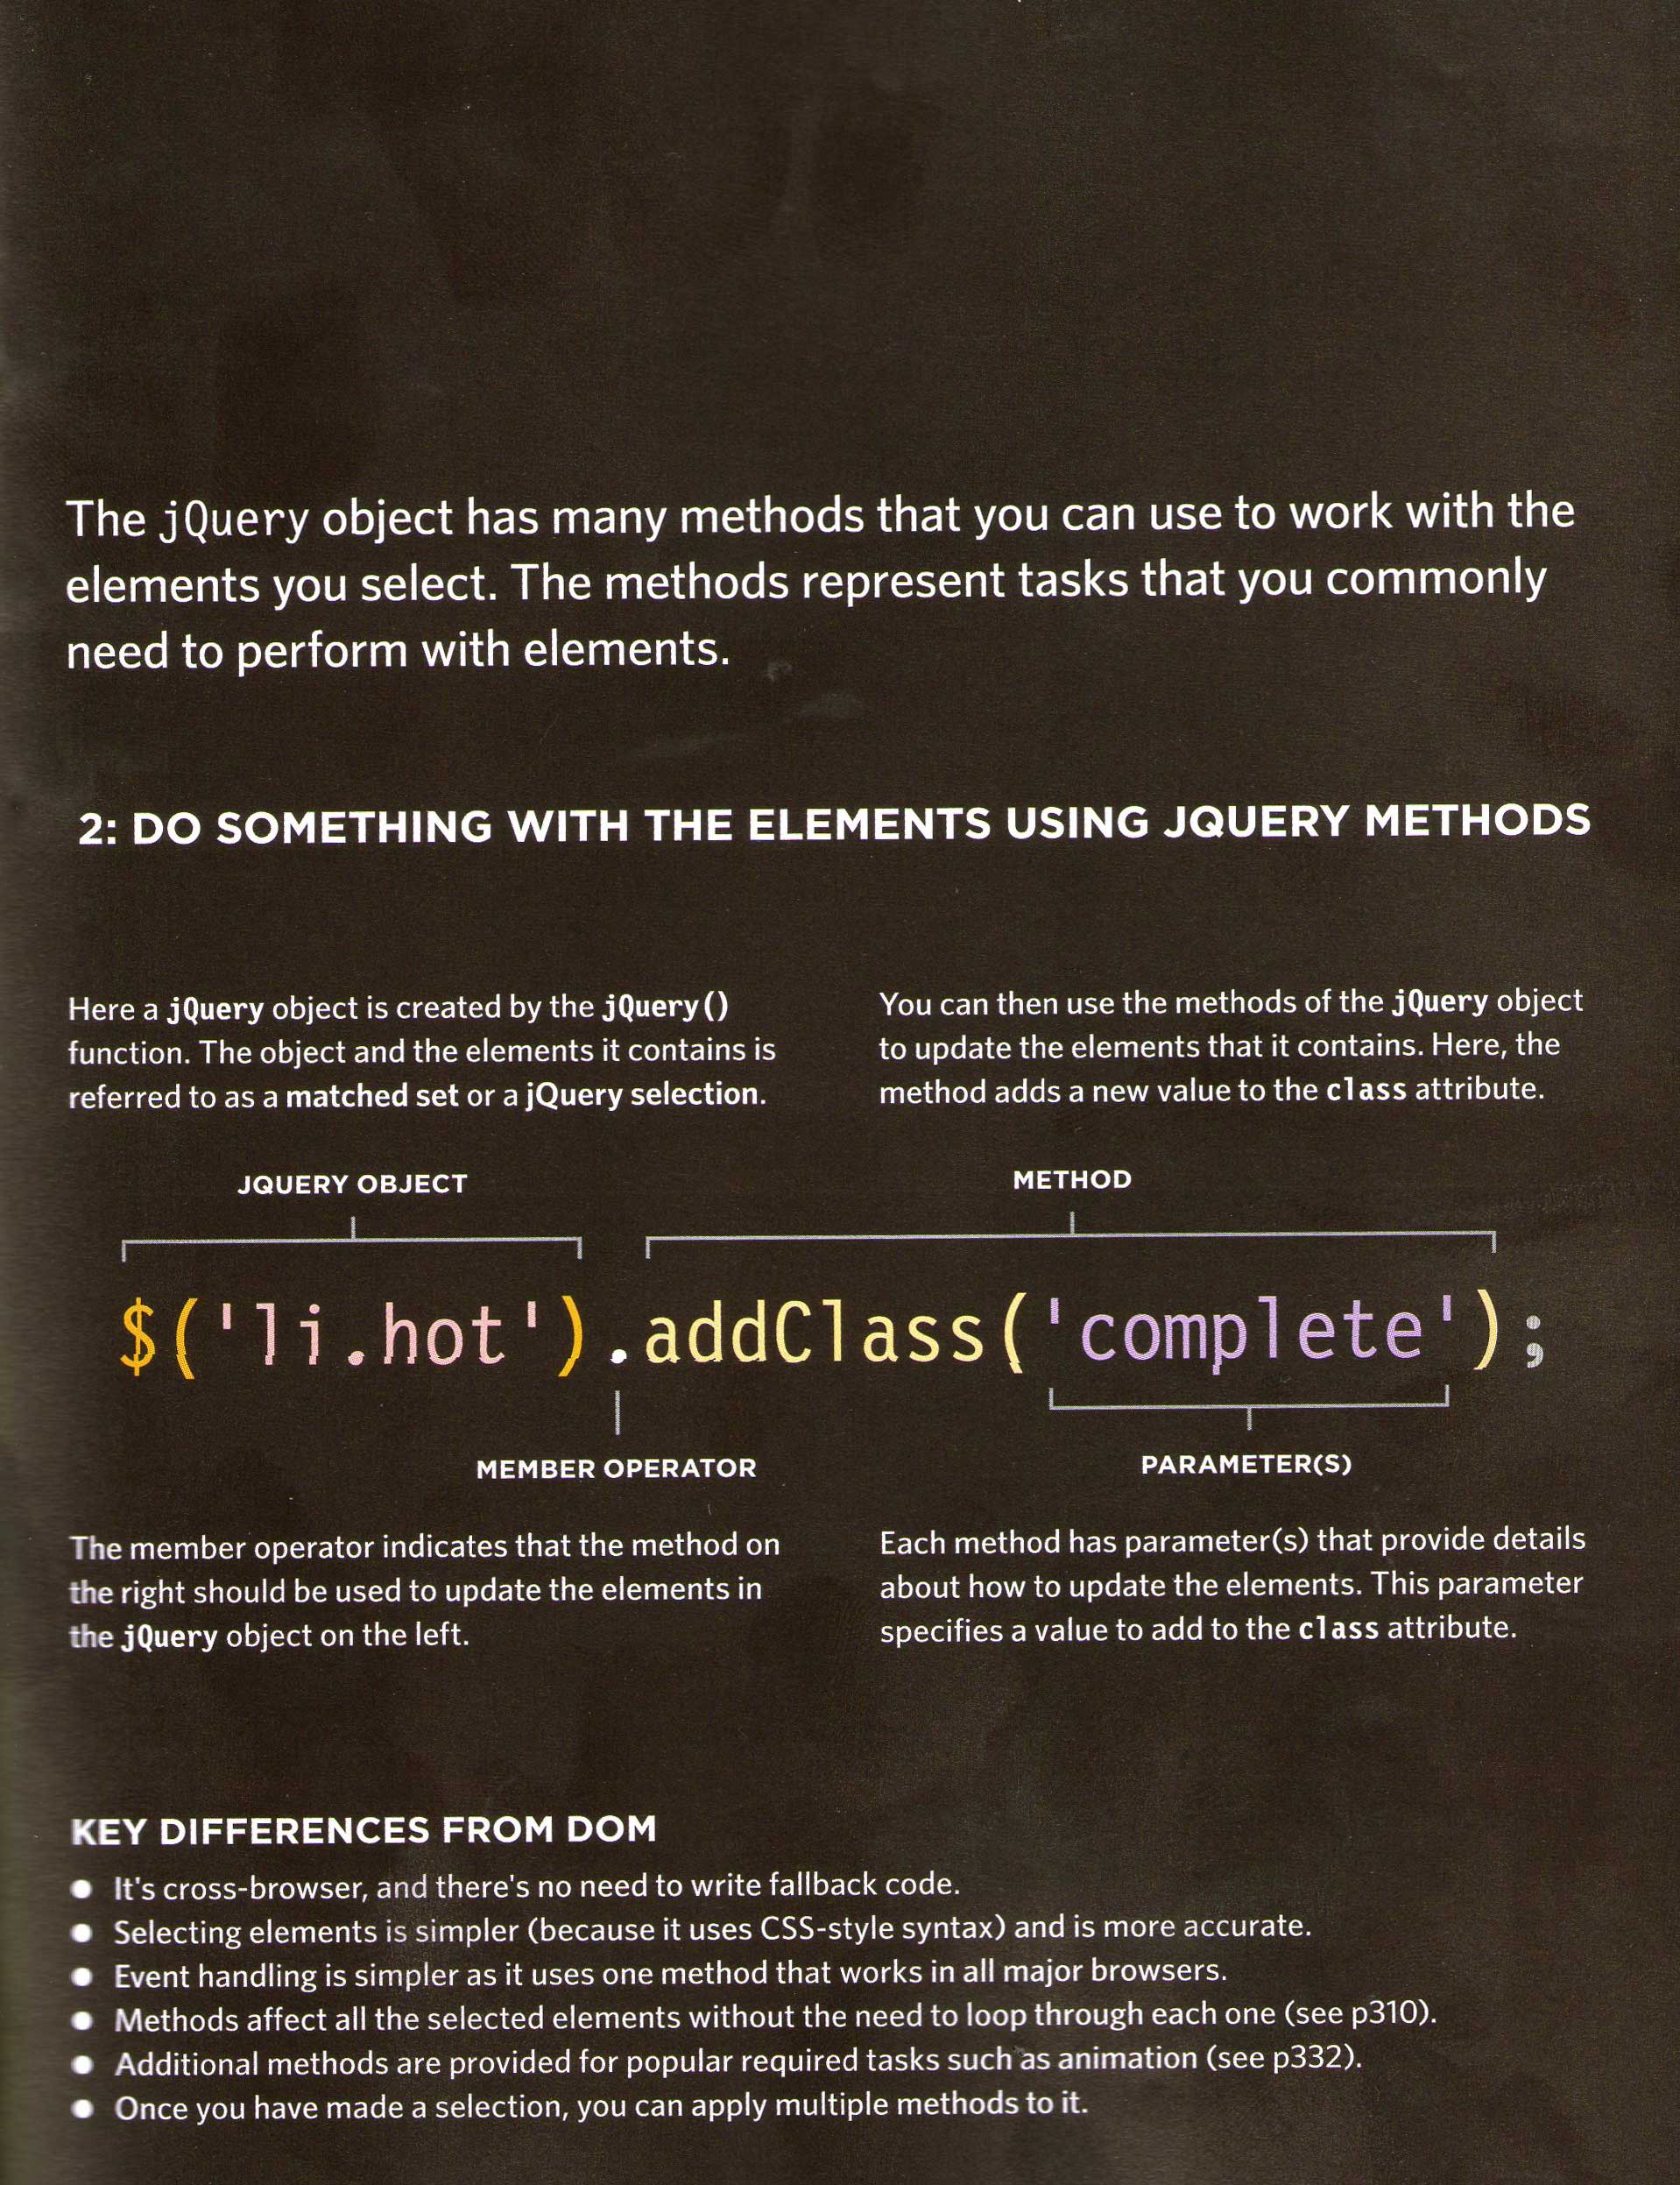 The jQuery object has many methods that you can use to work with the
elements you select. The methods represent tasks that you commonly
need to perform with elements.
2: DO SOMETHING WITH THE ELEMENTS USING JQUERY METHODS
Here a jQuery object is created by the jQuery()
function. The object and the elements it contains is
referred to as a matched set or a jQuery selection.
You can then use the methods of the jQuery object
to update the elements that it contains. Here, the
method adds a new value to the class attribute.
JQUERY OBJECT
METHOD
$('li.hot').addClass('complete');
MEMBER OPERATOR
PARAMETER(S)
The member operator indicates that the method on
the right should be used to update the elements in
the jQuery object on the left.
Each method has parameter(s) that provide details
about how to update the elements. This parameter
specifies a value to add to the class attribute.
KEY DIFFERENCES FROM DOM
● It's cross-browser, and there's no need to write fallback code.
● Selecting elements is simpler (because it uses CSS-style syntax) and is more accurate.
● Event handling is simpler as it uses one method that works in all major browsers.
● Methods affect all the selected elements without the need to loop through each one (see p310).
● Additional methods are provided for popular required tasks such as animation (see p332).
● Once you have made a selection, you can apply multiple methods to it.